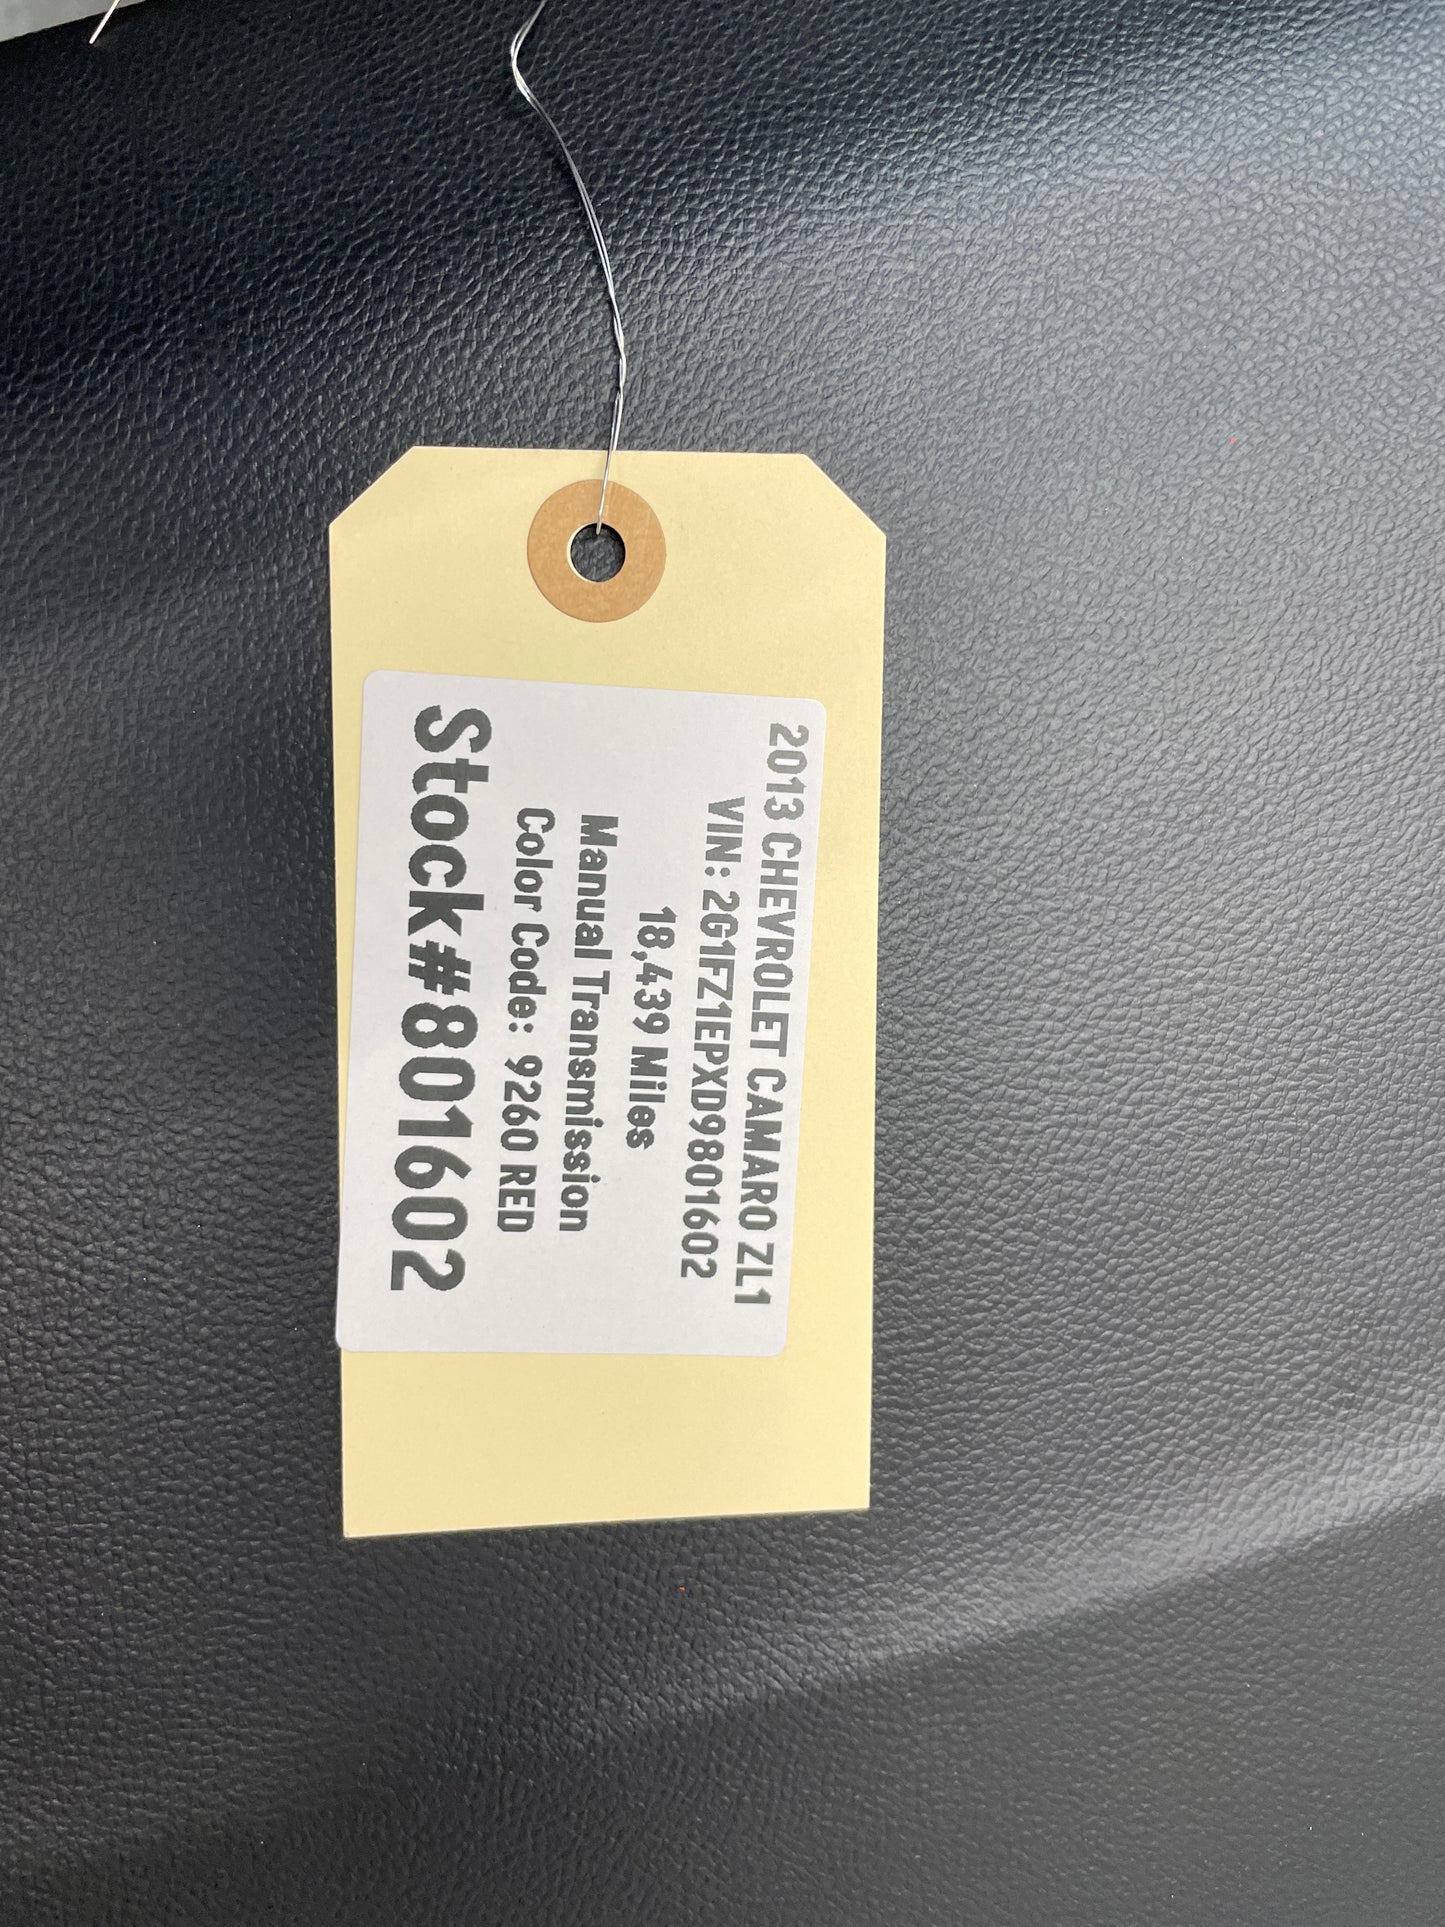 2013 CHEVROLET CAMARO ZL1
VIN: 2G1FZ1EPXD9801602
18,439 Miles
Manual Transmission
Color Code: 9260 RED
Stock#801602